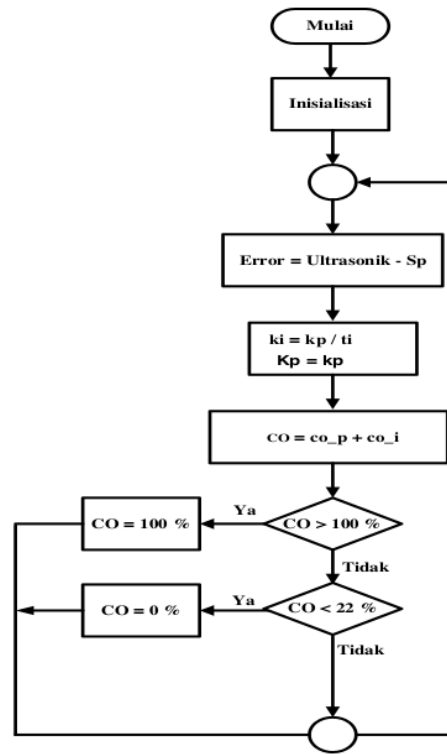 Mulai
Inisialisasi
Error = Ultrasonik - Sp
ki = kp / ti
Kp = kp
CO = co_p + co_i
CO > 100 %
Ya
CO = 100 %
Tidak
CO < 22 %
Ya
CO = 0 %
Tidak